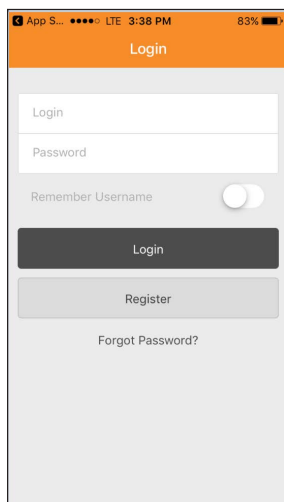 App S... LTE 3:38 PM 83%
Login
Login
Password
Remember Username
Login
Register
Forgot Password?